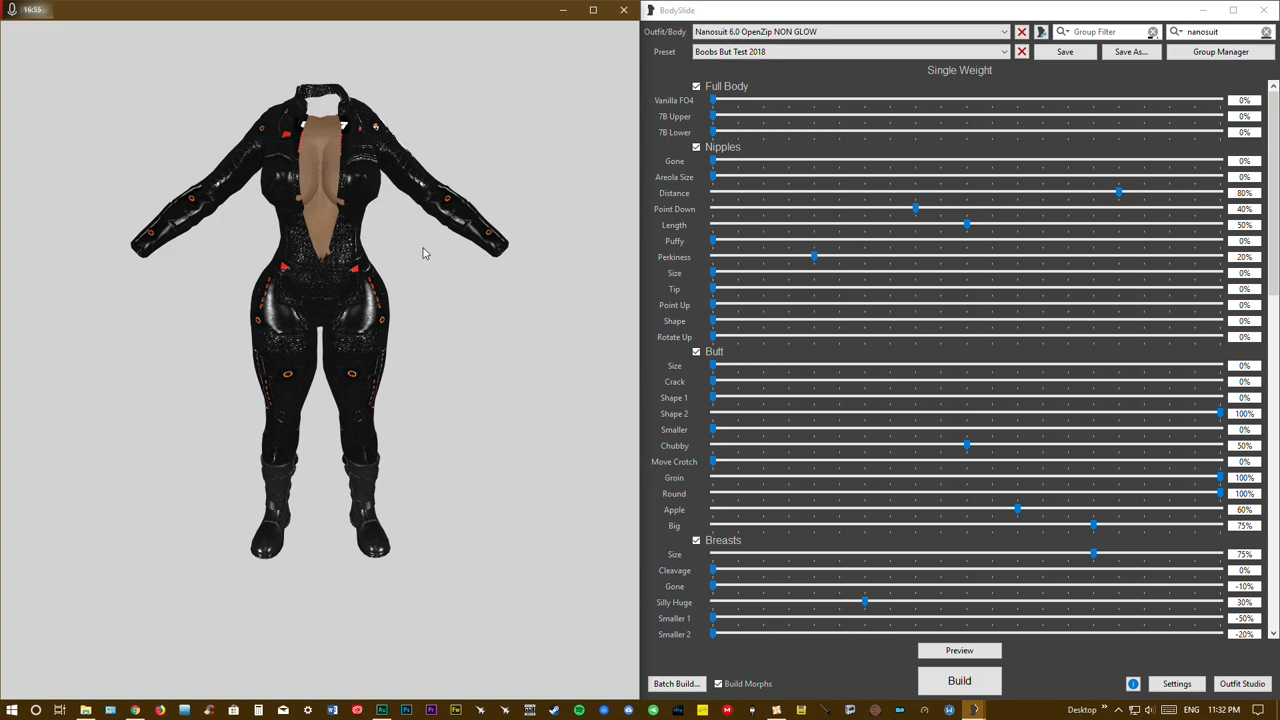 16:55
BodySlide
Outfit/Body Nanosuit 6.0 OpenZip NON GLOW Group Filter nanosuit
Preset Boobs But Test 2018 Save Save As... Group Manager
Single Weight
Full Body
Vanilla FO4 0%
7B Upper 0%
7B Lower 0%
Nipples
Gone 0%
Areola Size 0%
Distance 80%
Point Down 40%
Length 50%
Puffy 0%
Perkiness 20%
Size 0%
Tip 0%
Point Up 0%
Shape 0%
Rotate Up 0%
Butt
Size 0%
Crack 0%
Shape 1 0%
Shape 2 100%
Smaller 0%
Chubby 50%
Move Crotch 0%
Groin 100%
Round 100%
Apple 60%
Big 75%
Breasts
Size 75%
Cleavage 0%
Gone -10%
Silly Huge 30%
Smaller 1 -50%
Smaller 2 -20%
Preview
Batch Build... Build Morphs Build Settings Outfit Studio
Desktop ENG 11:32 PM